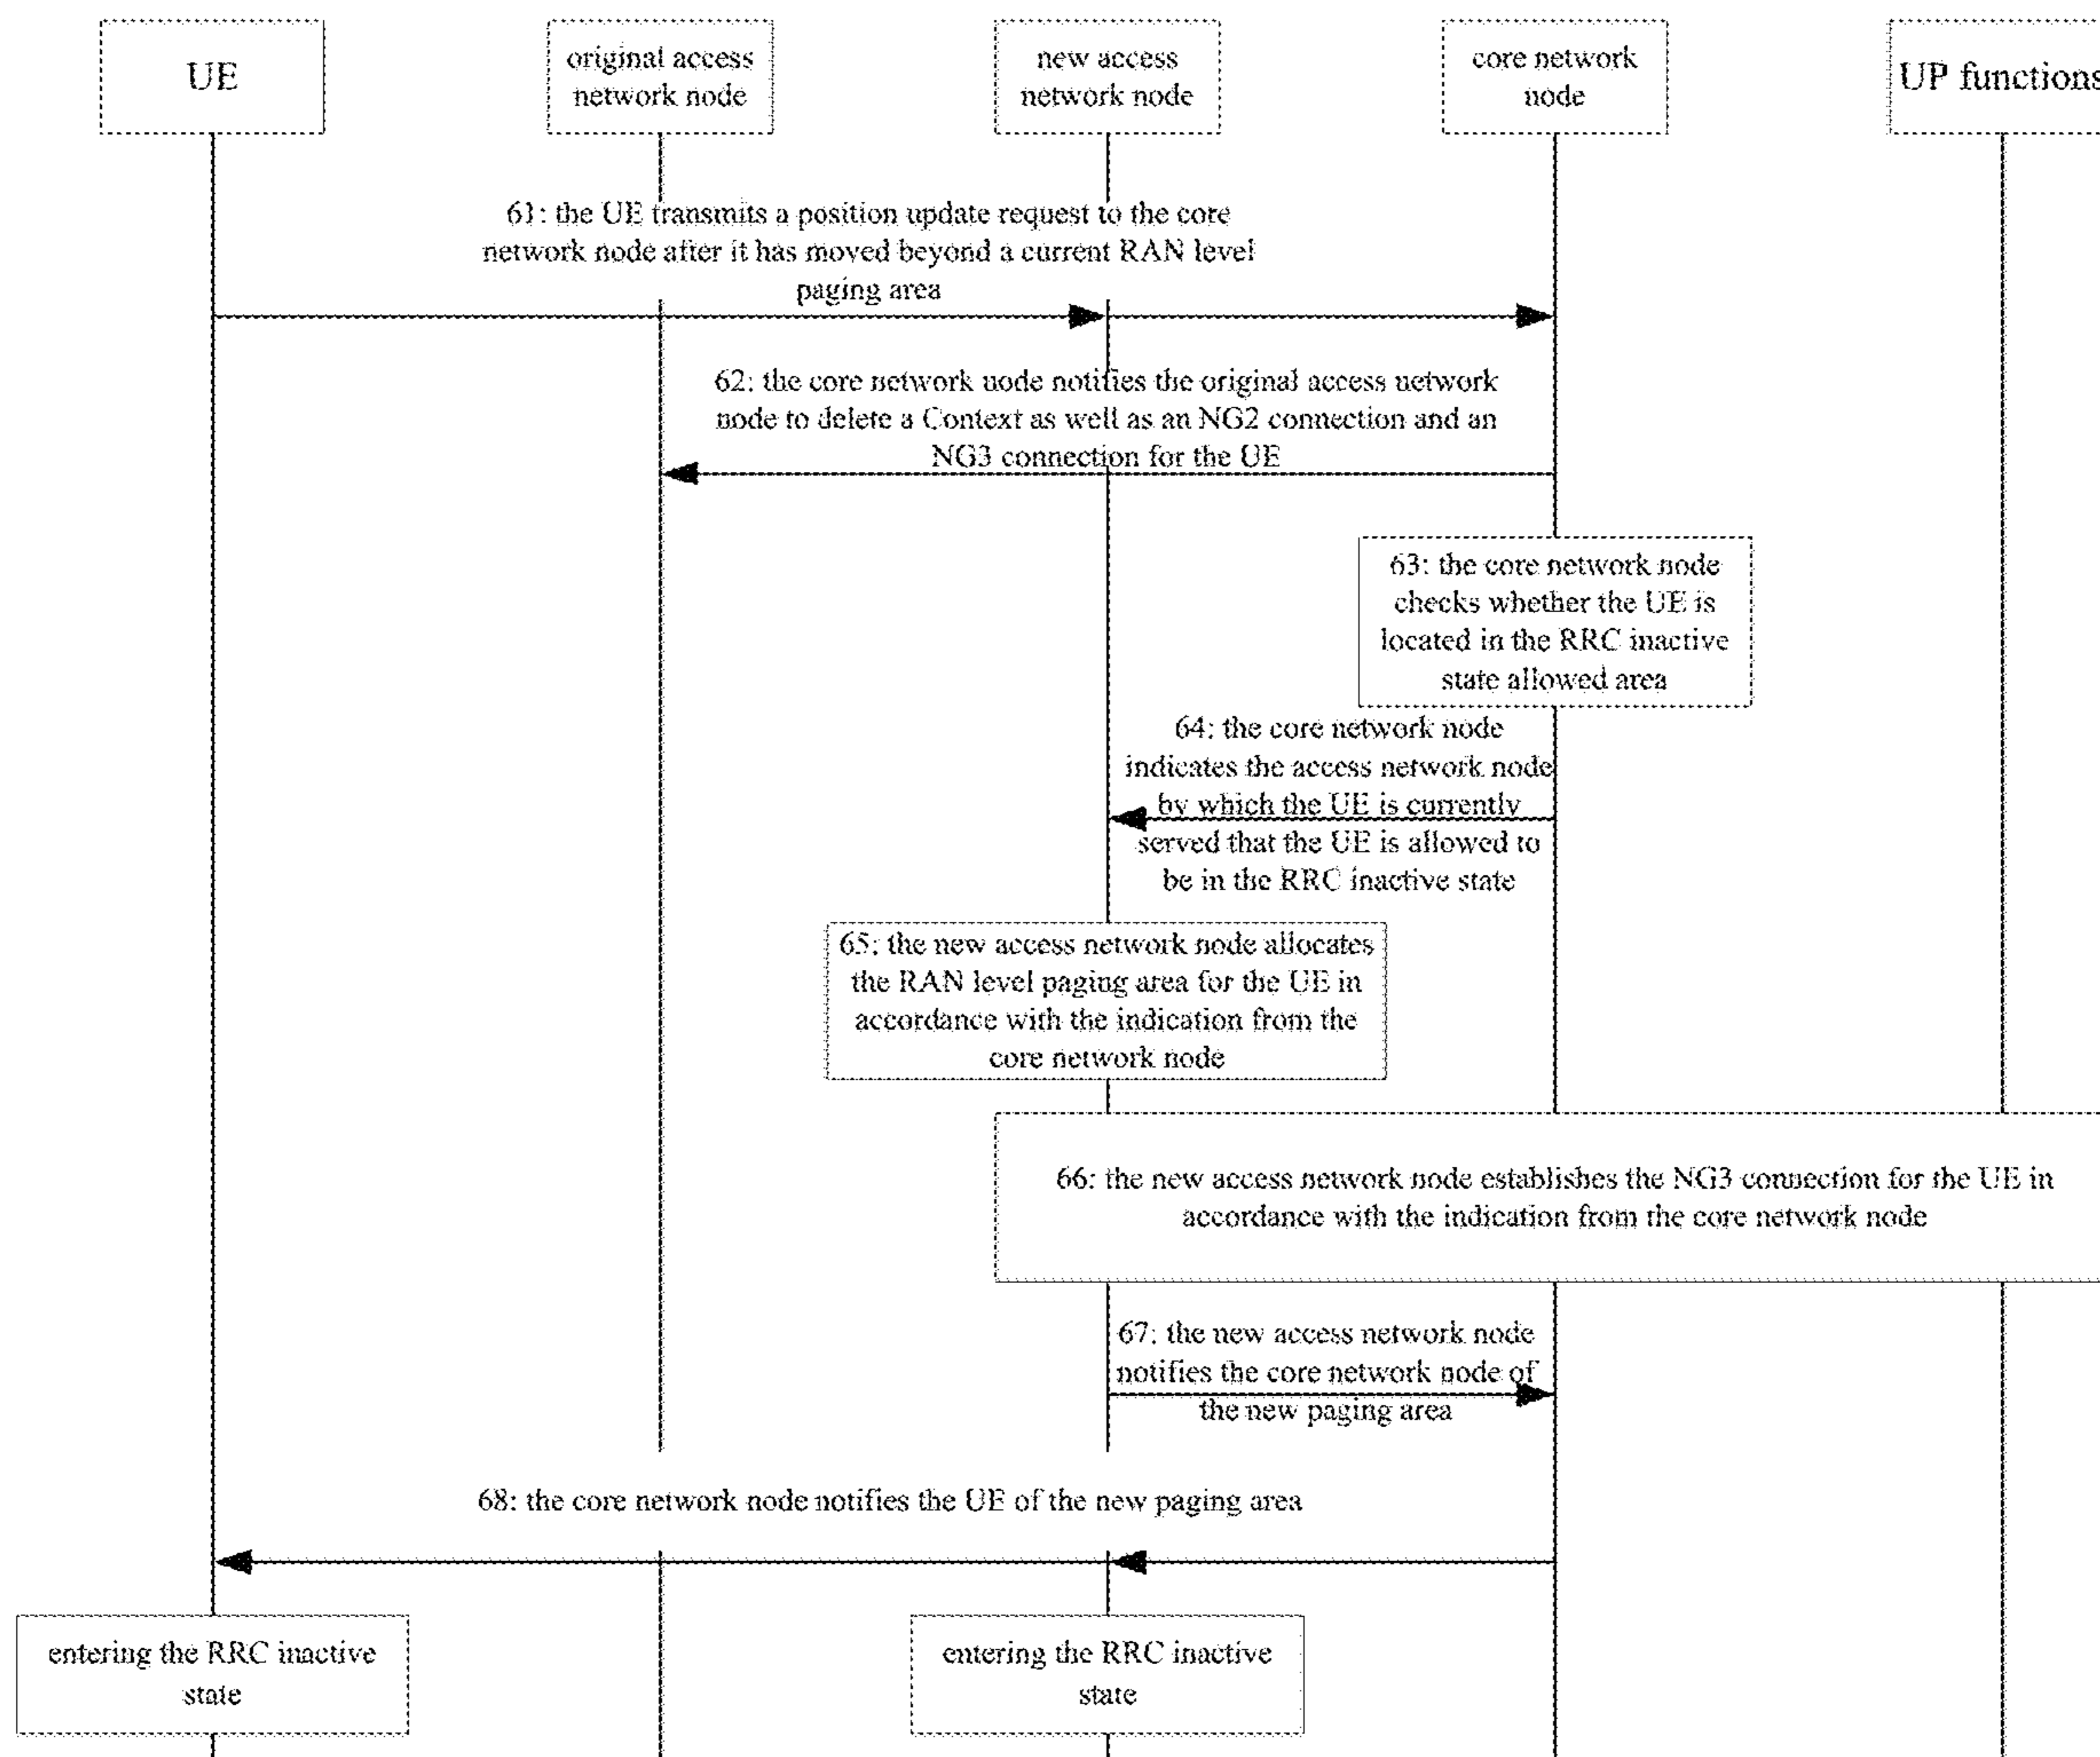 UE
original access
network node
new access
network node
core network
node
UP functions
61: the UE transmits a position update request to the core
network node after it has moved beyond a current RAN level
paging area
62: the core network node notifies the original access network
node to delete a Context as well as an NG2 connection and an
NG3 connection for the UE
63: the core network node
checks whether the UE is
located in the RRC inactive
state allowed area
64: the core network node
indicates the access network node
by which the UE is currently
served that the UE is allowed to
be in the RRC inactive state
65: the new access network node allocates
the RAN level paging area for the UE in
accordance with the indication from the
core network node
66: the new access network node establishes the NG3 connection for the UE in
accordance with the indication from the core network node
67: the new access network node
notifies the core network node of
the new paging area
68: the core network node notifies the UE of the new paging area
entering the RRC inactive
state
entering the RRC inactive
state